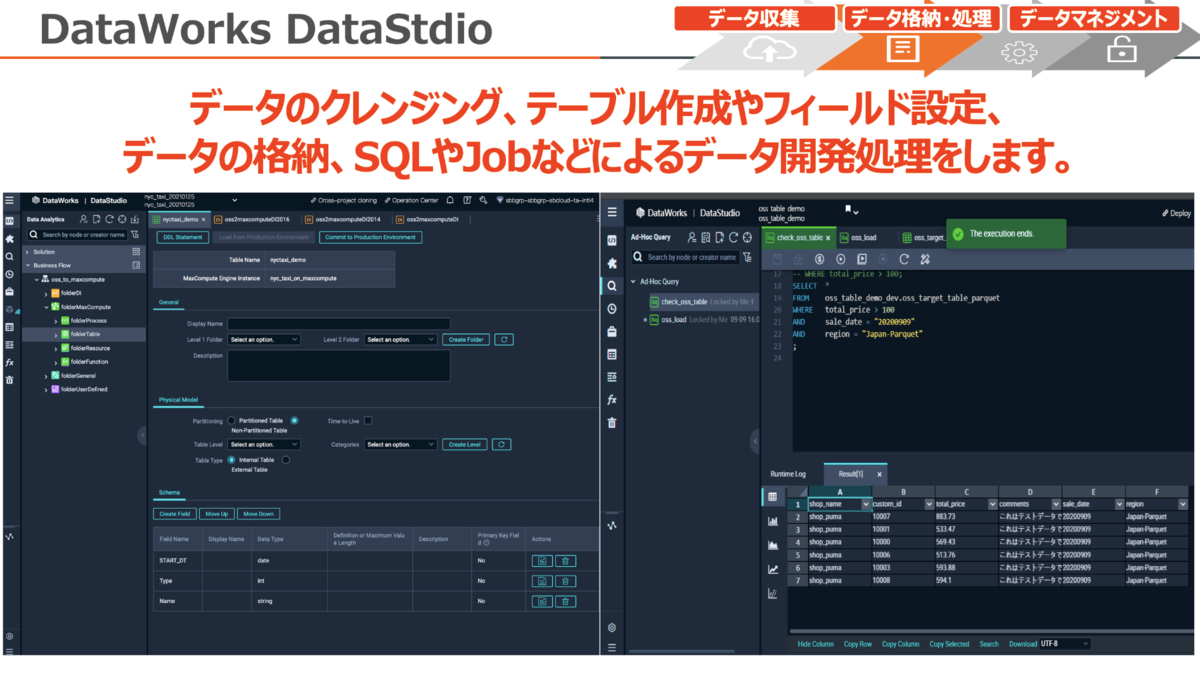 DataWorks DataStdio
データ収集
データ格納・処理
データマネジメント
データのクレンジング、テーブル作成やフィールド設定、
データの格納、SQLやJobなどによるデータ開発処理をします。
DataWorks | DataStudio
nyc_taxi_20210125
nyc_taxi_20210125
Cross-project cloning
Operation Center
sbbgrp-sbbgrp-sbcloud-ta-intl4
Data Analytics
Search by node or creator name
Solution
Business Flow
oss_to_maxcompute
folderDi
folderMaxCompute
folderProcess
folderTable
folderResource
folderFunction
folderGeneral
folderUserDefined
nyctaxi_demo
oss2maxcomputeDI2016
oss2maxcomputeDI2014
oss2maxcomputeDI
DDL Statement
Load from Production Environment
Commit to Production Environment
Table Name nyctaxi_demo
MaxCompute Engine Instance nyc_taxi_on_maxcompute
General
Display Name
Level 1 Folder Select an option. Level 2 Folder Select an option. Create Folder
Description
Physical Model
Partitioning Partitioned Table Time-to-Live
Non-Partitioned Table
Table Level Select an option. Categories Select an option. Create Level
Table Type Internal Table
External Table
Schema
Create Field Move Up Move Down
Field Name Display Name Data Type Definition or Maximum Value Length Description Primary Key Field Actions
START_DT date No
Type int No
Name string No
DataWorks | DataStudio
oss table demo
oss_table_demo
Deploy
Ad-Hoc Query
Search by node or creator name
Ad-Hoc Query
check_oss_table Locked by Me
oss_load Locked by Me 09-09 16:0
check_oss_table
oss_load
oss_target_
The execution ends.
17 -- WHERE total_price > 100;
18 SELECT *
19 FROM oss_table_demo_dev.oss_target_table_parquet
20 WHERE total_price > 100
21 AND sale_date = "20200909"
22 AND region = "Japan-Parquet"
23 ;
24
Runtime Log
Result[1]
A B C D E F
1 shop_name custom_id total_price comments sale_date region
2 shop_puma 10007 883.73 これはテストデータで 20200909 Japan-Parquet
3 shop_puma 10001 533.47 これはテストデータで 20200909 Japan-Parquet
4 shop_puma 10000 569.43 これはテストデータで 20200909 Japan-Parquet
5 shop_puma 10006 513.76 これはテストデータで 20200909 Japan-Parquet
6 shop_puma 10003 593.88 これはテストデータで 20200909 Japan-Parquet
7 shop_puma 10008 594.1 これはテストデータで 20200909 Japan-Parquet
Hide Column Copy Row Copy Column Copy Selected Search Download UTF-8